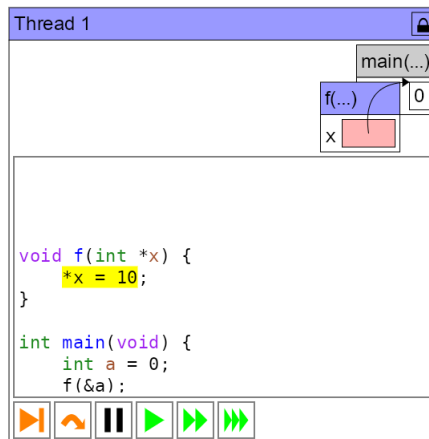 Thread 1
main(...)
f(...)
0
x
void f(int *x) {
    *x = 10;
}
int main(void) {
    int a = 0;
    f(&a);